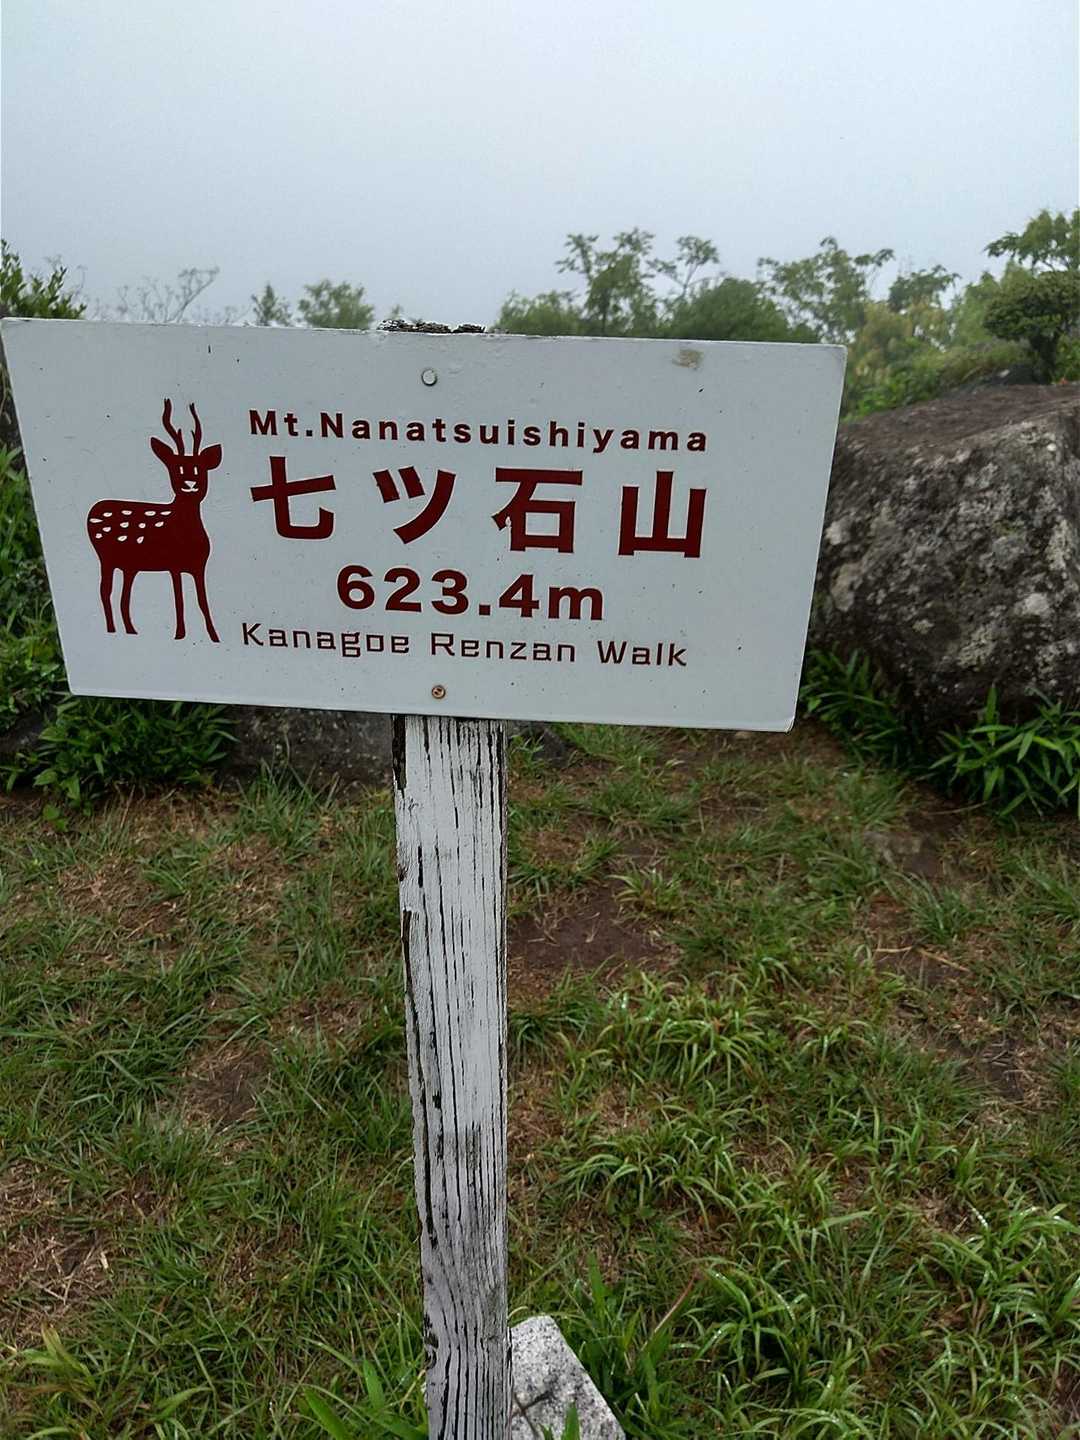 Mt.Nanatsuishiyama
七ツ石山
623.4m
Kanagoe Renzan Walk